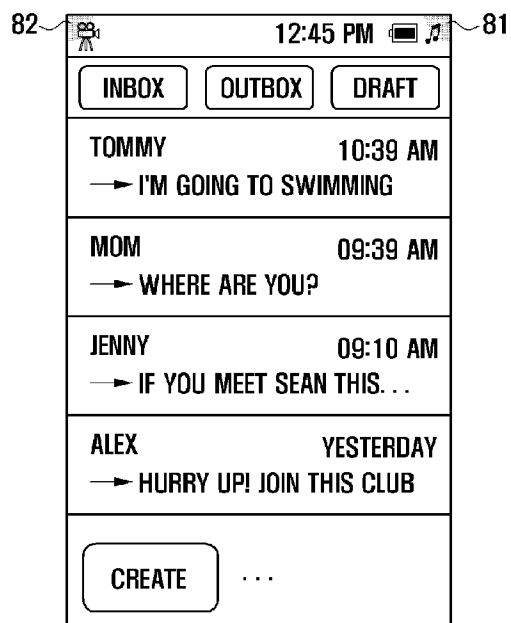 82 12:45 PM 81
INBOX OUTBOX DRAFT
TOMMY 10:39 AM
I'M GOING TO SWIMMING
MOM 09:39 AM
WHERE ARE YOU?
JENNY 09:10 AM
IF YOU MEET SEAN THIS. . .
ALEX YESTERDAY
HURRY UP! JOIN THIS CLUB
CREATE . . .